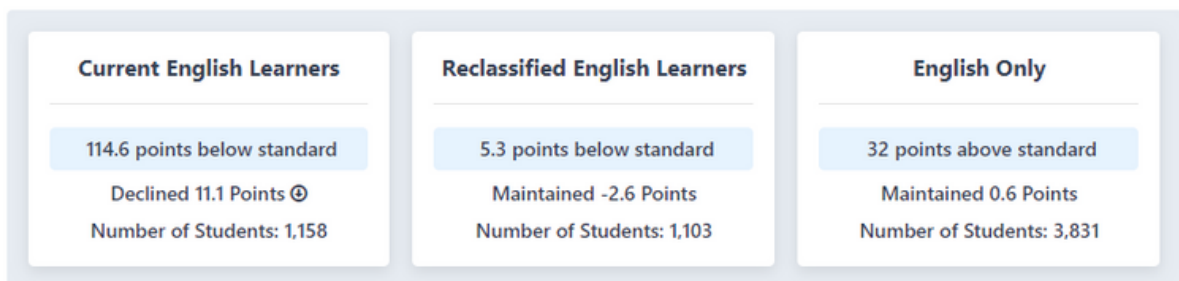 Current English Learners
114.6 points below standard
Declined 11.1 Points
Number of Students: 1,158
Reclassified English Learners
5.3 points below standard
Maintained -2.6 Points
Number of Students: 1,103
English Only
32 points above standard
Maintained 0.6 Points
Number of Students: 3,831